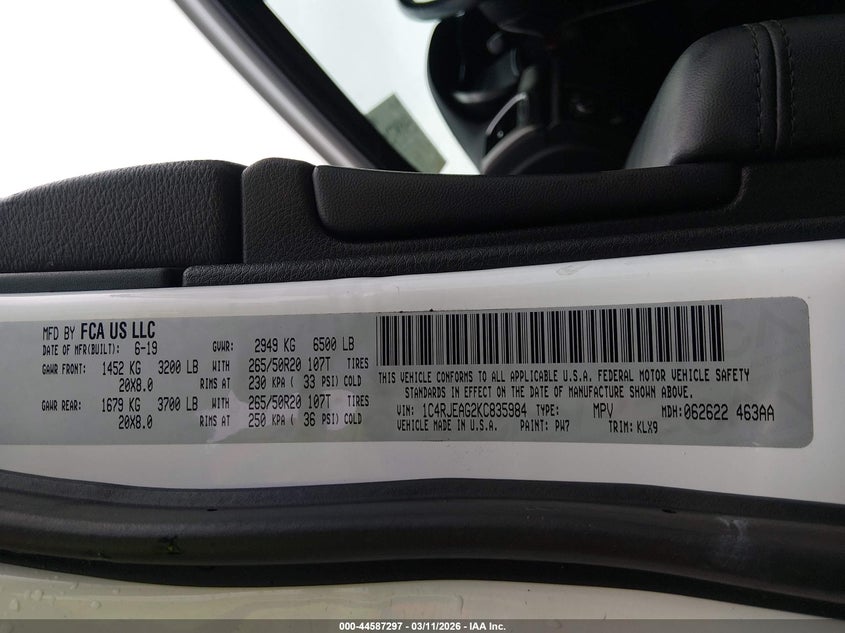 MFD BY FCA US LLC
DATE OF MFR(BUILT): 6-19 GVWR: 2949 KG 6500 LB
GAWR FRONT: 1452 KG 3200 LB WITH 265/50R20 107T TIRES
20X8.0 RIMS AT 230 KPA ( 33 PSI) COLD
GAWR REAR: 1679 KG 3700 LB WITH 265/50R20 107T TIRES
20X8.0 RIMS AT 250 KPA ( 36 PSI) COLD
THIS VEHICLE CONFORMS TO ALL APPLICABLE U.S.A. FEDERAL MOTOR VEHICLE SAFETY
STANDARDS IN EFFECT ON THE DATE OF MANUFACTURE SHOWN ABOVE.
VIN: 1C4RJEAG2KC835984 TYPE: MPV MDH: 062622 463AA
VEHICLE MADE IN U.S.A. PAINT: PW7 TRIM: KLX9
000-44587297 - 03/11/2026 - IAA Inc.